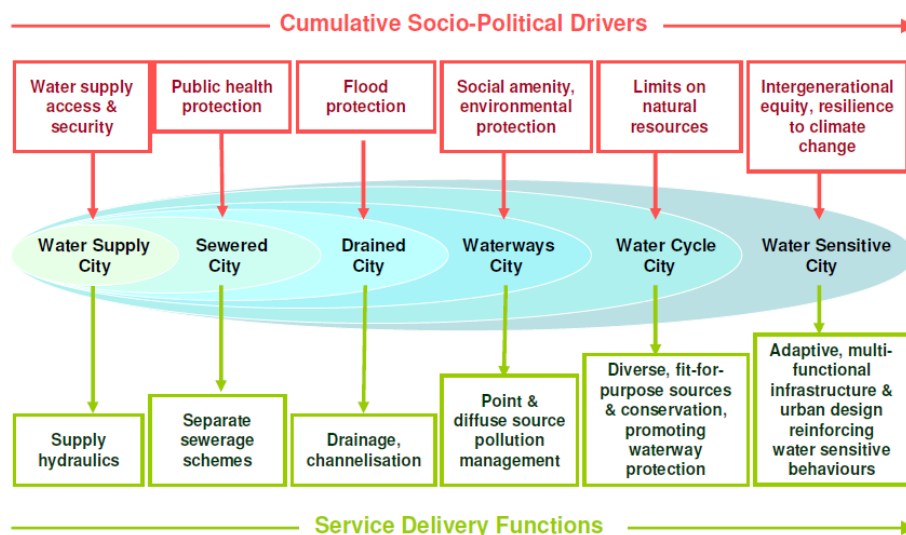 Cumulative Socio-Political Drivers
Water supply
access &
security
Public health
protection
Flood
protection
Social amenity,
environmental
protection
Limits on
natural
resources
Intergenerational
equity, resilience
to climate
change
Water Supply
City
Sewered
City
Drained
City
Waterways
City
Water Cycle
City
Water Sensitive
City
Supply
hydraulics
Separate
sewerage
schemes
Drainage,
channelisation
Point &
diffuse source
pollution
management
Diverse, fit-for-
purpose sources
& conservation,
promoting
waterway
protection
Adaptive, multi-
functional
infrastructure &
urban design
reinforcing
water sensitive
behaviours
Service Delivery Functions